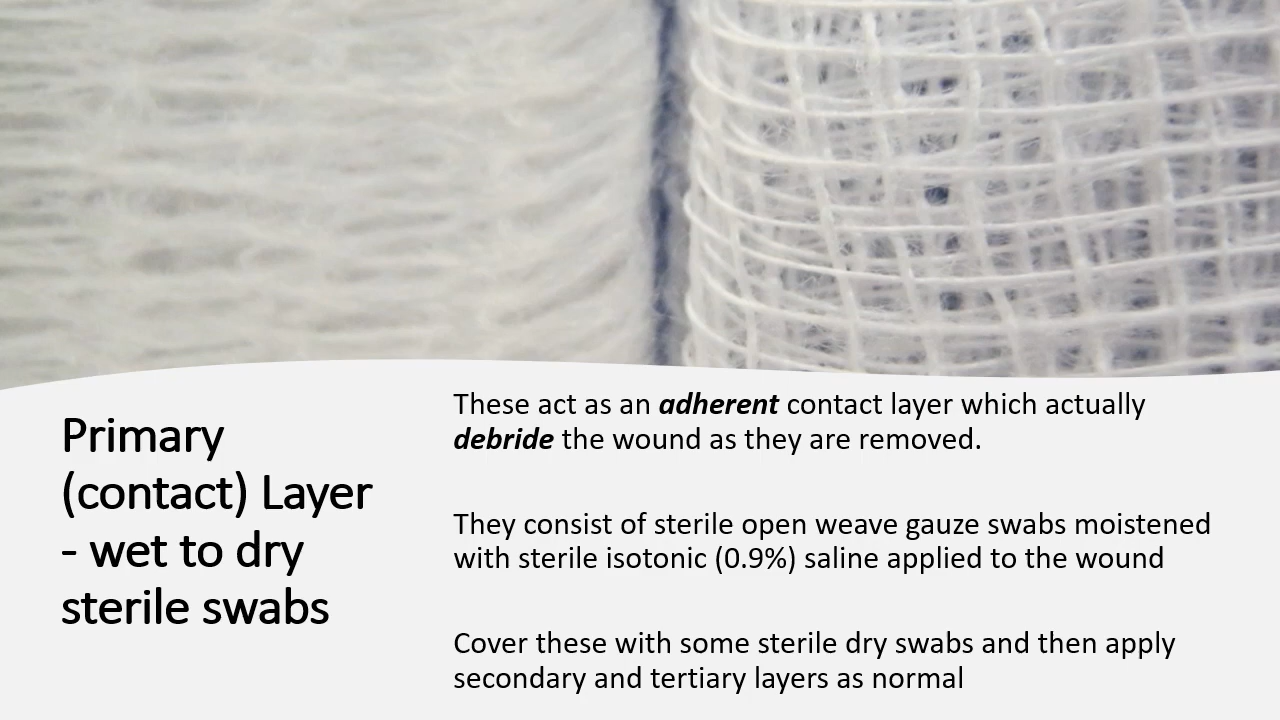 Primary
(contact) Layer
- wet to dry
sterile swabs
These act as an adherent contact layer which actually
debride the wound as they are removed.
They consist of sterile open weave gauze swabs moistened
with sterile isotonic (0.9%) saline applied to the wound
Cover these with some sterile dry swabs and then apply
secondary and tertiary layers as normal